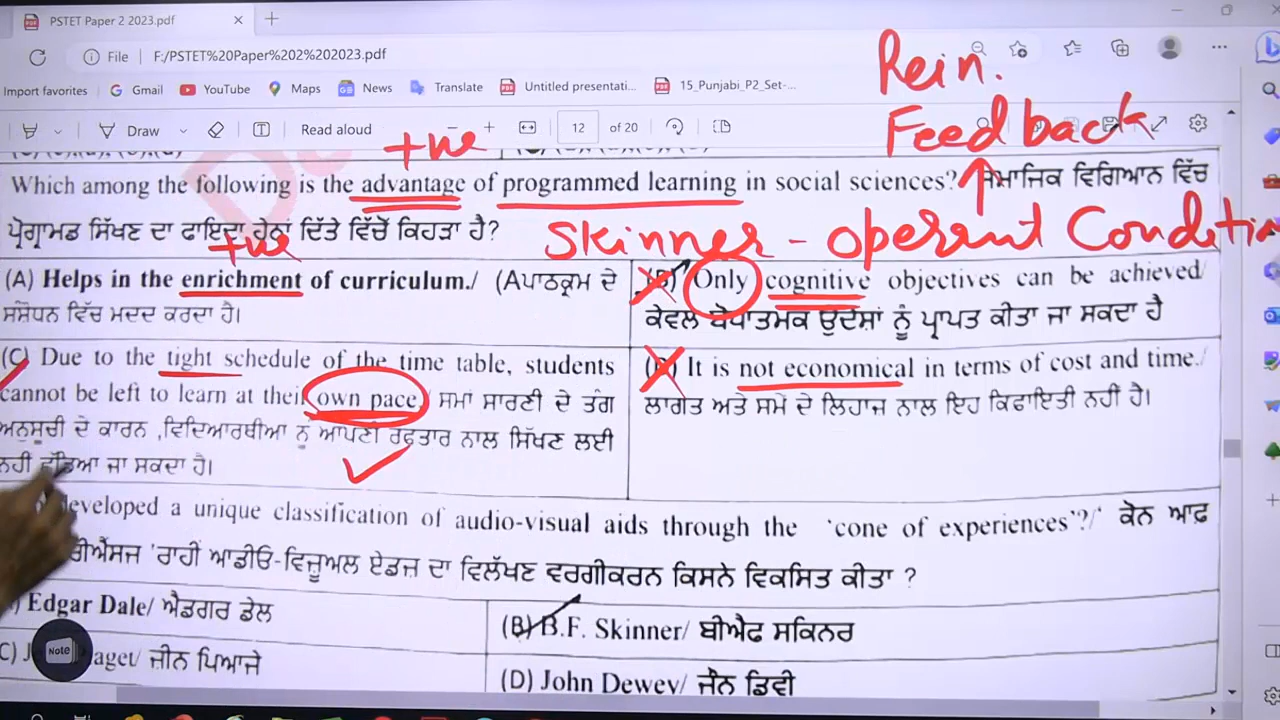 PSTET Paper 2 2023.pdf
File F:/PSTET%20Paper%202%202023.pdf
Import favorites Gmail YouTube Maps News Translate Untitled presentati... 15_Punjabi_P2_Set-...
Draw Read aloud 12 of 20
Rein.
Feedback
+ve
Which among the following is the advantage of programmed learning in social sciences? ਸਮਾਜਿਕ ਵਿਗਿਆਨ ਵਿੱਚ
ਪ੍ਰੋਗ੍ਰਾਮਡ ਸਿੱਖਣ ਦਾ ਫਾਇਦਾ ਹੇਠਾਂ ਦਿੱਤੇ ਵਿੱਚੋਂ ਕਿਹੜਾ ਹੈ?
+ve
Skinner - Operent Condition
(A) Helps in the enrichment of curriculum./ (Aਪਾਠਕ੍ਰਮ ਦੇ
ਸੰਸ਼ੋਧਨ ਵਿੱਚ ਮਦਦ ਕਰਦਾ ਹੈ।
(B) Only cognitive objectives can be achieved/
ਕੇਵਲ ਬੋਧਾਤਮਕ ਉਦੇਸ਼ਾਂ ਨੂੰ ਪ੍ਰਾਪਤ ਕੀਤਾ ਜਾ ਸਕਦਾ ਹੈ
(C) Due to the tight schedule of the time table, students
cannot be left to learn at their own pace/ ਸਮਾਂ ਸਾਰਣੀ ਦੇ ਤੰਗ
ਅਨੁਸੂਚੀ ਦੇ ਕਾਰਨ ,ਵਿਦਿਆਰਥੀਆ ਨੂੰ ਆਪਣੀ ਰਫਤਾਰ ਨਾਲ ਸਿੱਖਣ ਲਈ
ਨਹੀ ਛੱਡਿਆ ਜਾ ਸਕਦਾ ਹੈ।
It is not economical in terms of cost and time./
ਲਾਗਤ ਅਤੇ ਸਮੇਂ ਦੇ ਲਿਹਾਜ ਨਾਲ ਇਹ ਕਿਫਾਇਤੀ ਨਹੀਂ ਹੈ।
developed a unique classification of audio-visual aids through the 'cone of experiences'?/ ਕੋਨ ਆਫ਼
ਰਾਹੀਂ ਆਡੀਓ-ਵਿਜ਼ੂਅਲ ਏਡਜ਼ ਦਾ ਵਿਲੱਖਣ ਵਰਗੀਕਰਨ ਕਿਸਨੇ ਵਿਕਸਿਤ ਕੀਤਾ ?
Edgar Dale/ ਐਡਗਰ ਡੇਲ
(B) B.F. Skinner/ ਬੀਐਫ ਸਕਿਨਰ
C) ਜ਼ੀਨ ਪਿਆਜੇ
Note
(D) John Dewey/ ਜੌਨ ਡਿਵੀ